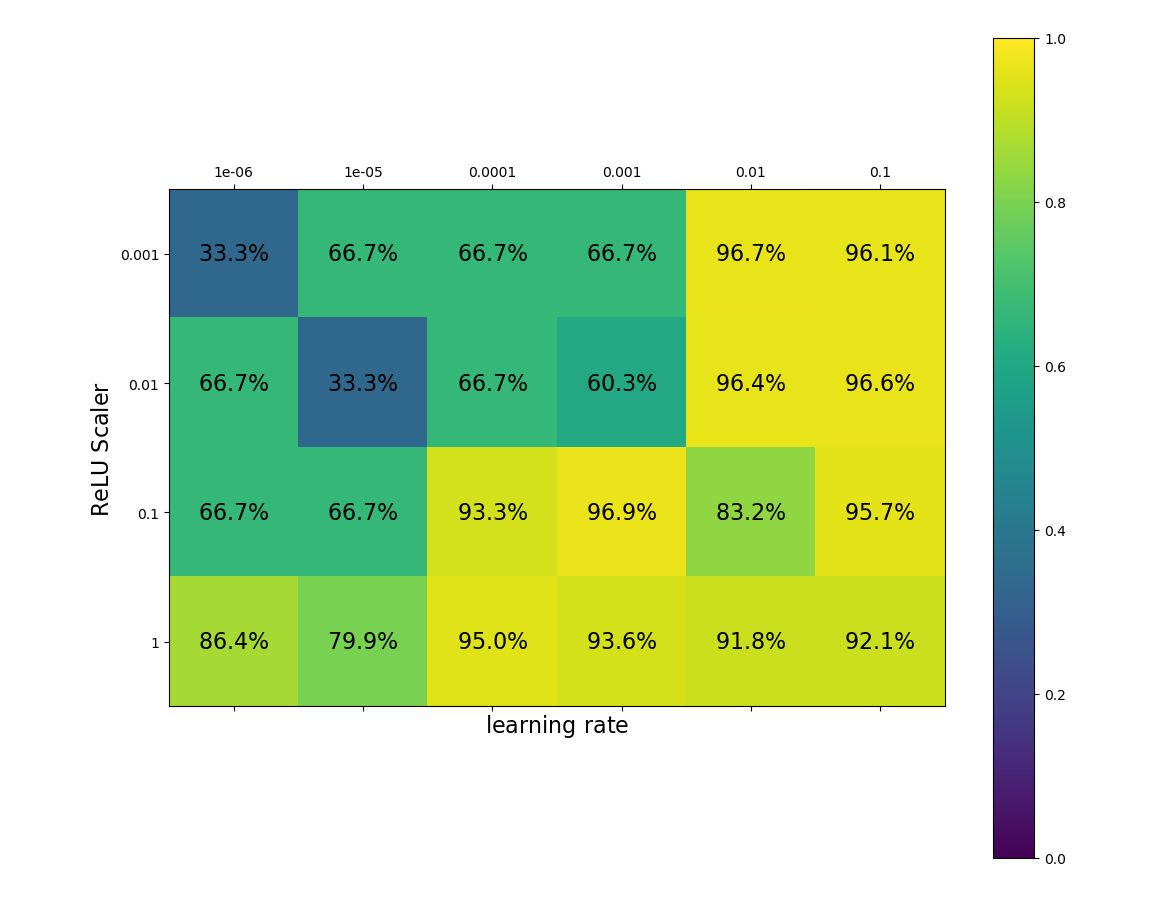 1.0
1e-06 1e-05 0.0001 0.001 0.01 0.1
0.8
0.001 33.3% 66.7% 66.7% 66.7% 96.7% 96.1%
0.6
0.01 66.7% 33.3% 66.7% 60.3% 96.4% 96.6%
ReLU Scaler
0.1 66.7% 66.7% 93.3% 96.9% 83.2% 95.7%
0.4
1 86.4% 79.9% 95.0% 93.6% 91.8% 92.1%
0.2
learning rate
0.0